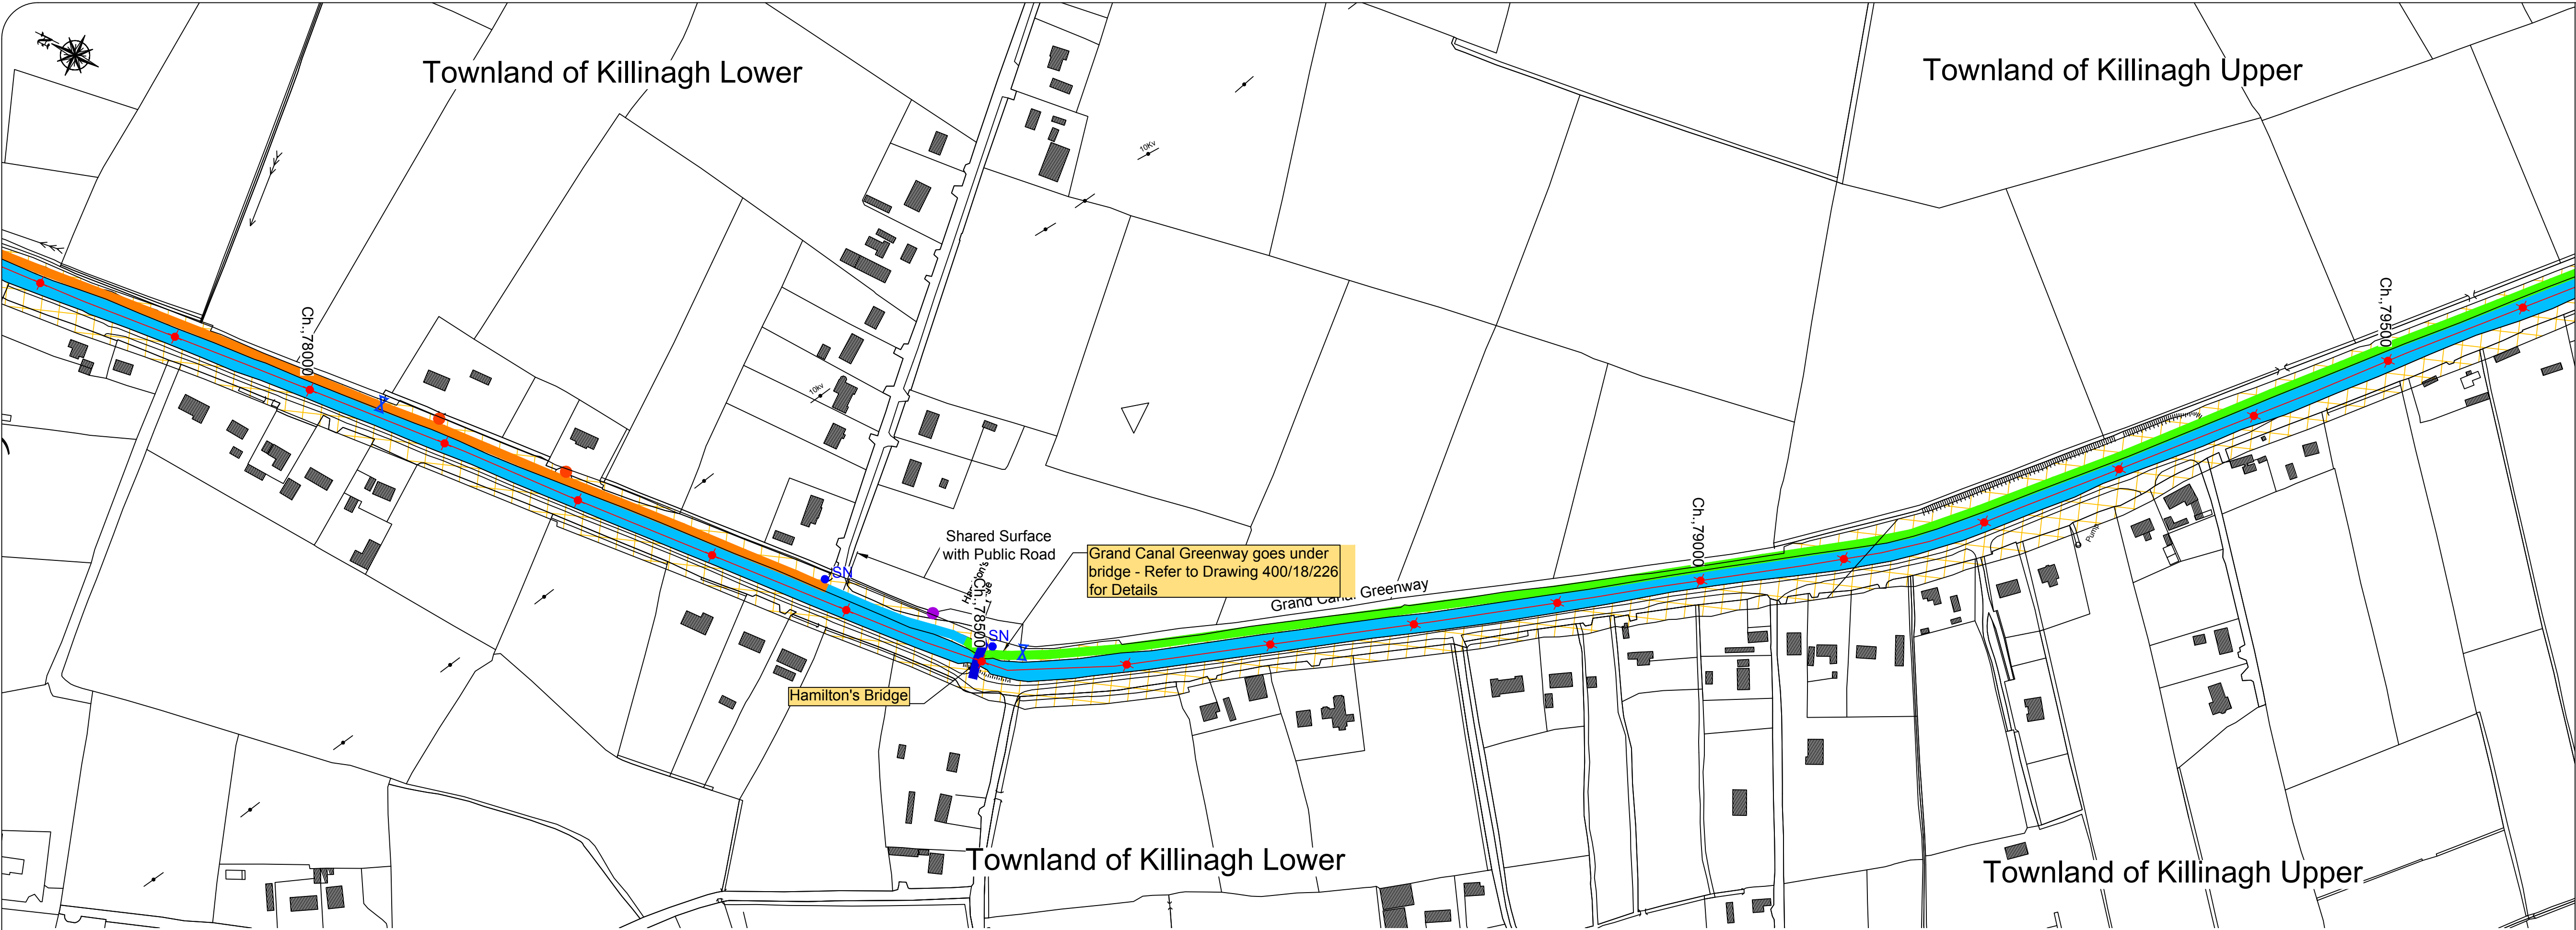 Townland of Killinagh Lower
Townland of Killinagh Upper
10Kv
Ch.,78000
Ch.,79500
10kv
Shared Surface
with Public Road
Grand Canal Greenway goes under
bridge - Refer to Drawing 400/18/226
for Details
Ch.,79000
Pump
SN
Grand Canal Greenway
Ch.,78500
SN
Hamilton's Bridge
Townland of Killinagh Lower
Townland of Killinagh Upper